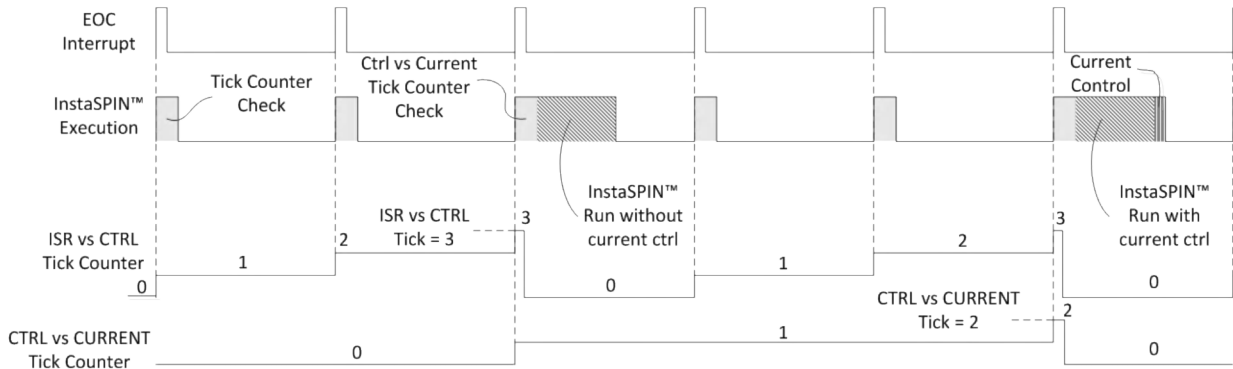 EOC
Interrupt
Tick Counter
Check
Ctrl vs Current
Tick Counter
Check
Current
Control
InstaSPIN™
Execution
InstaSPIN™
Run without
current ctrl
InstaSPIN™
Run with
current ctrl
ISR vs CTRL
Tick = 3
ISR vs CTRL
Tick Counter
0
1
2
3
0
1
2
3
0
CTRL vs CURRENT
Tick = 2
CTRL vs CURRENT
Tick Counter
0
1
2
0